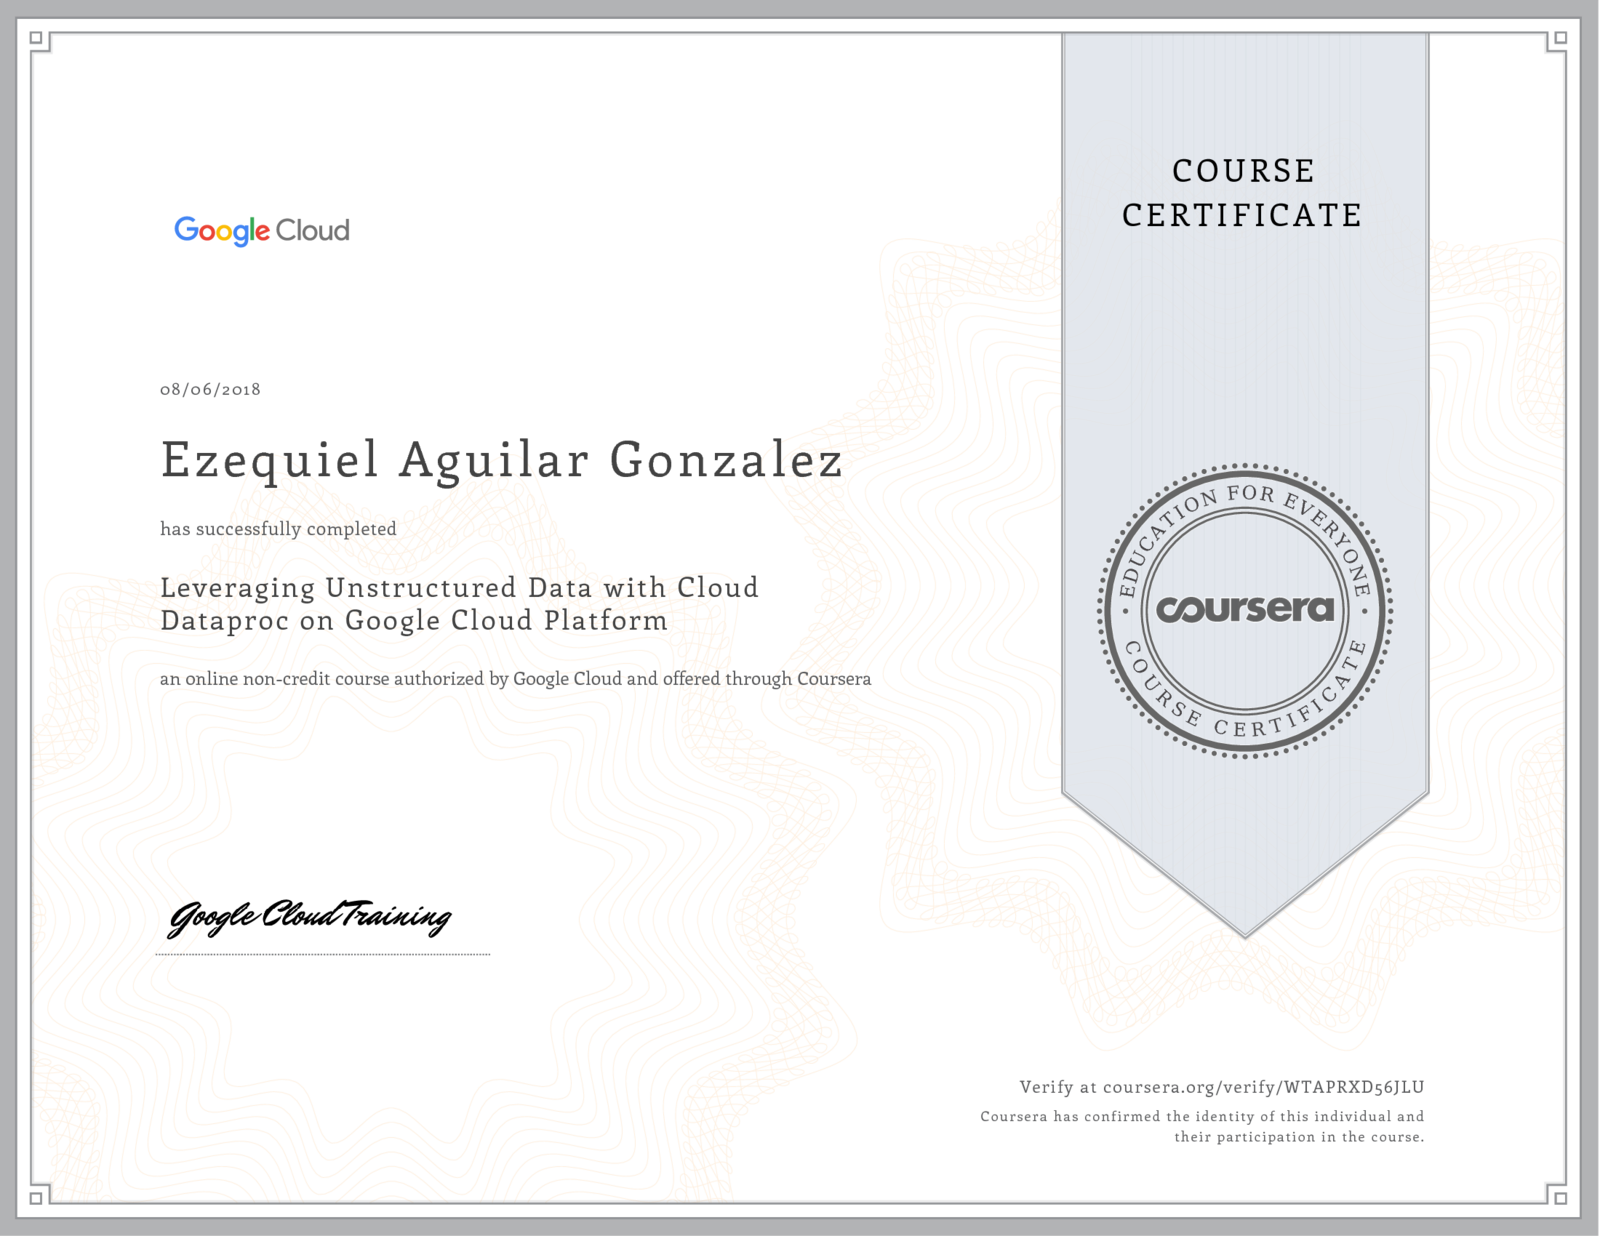 COURSE
CERTIFICATE
Google Cloud
08/06/2018
Ezequiel Aguilar Gonzalez
has successfully completed
Leveraging Unstructured Data with Cloud
Dataproc on Google Cloud Platform
an online non-credit course authorized by Google Cloud and offered through Coursera
EDUCATION FOR EVERYONE
coursera
COURSE CERTIFICATE
Google Cloud Training
Verify at coursera.org/verify/WTAPRXD56JLU
Coursera has confirmed the identity of this individual and
their participation in the course.